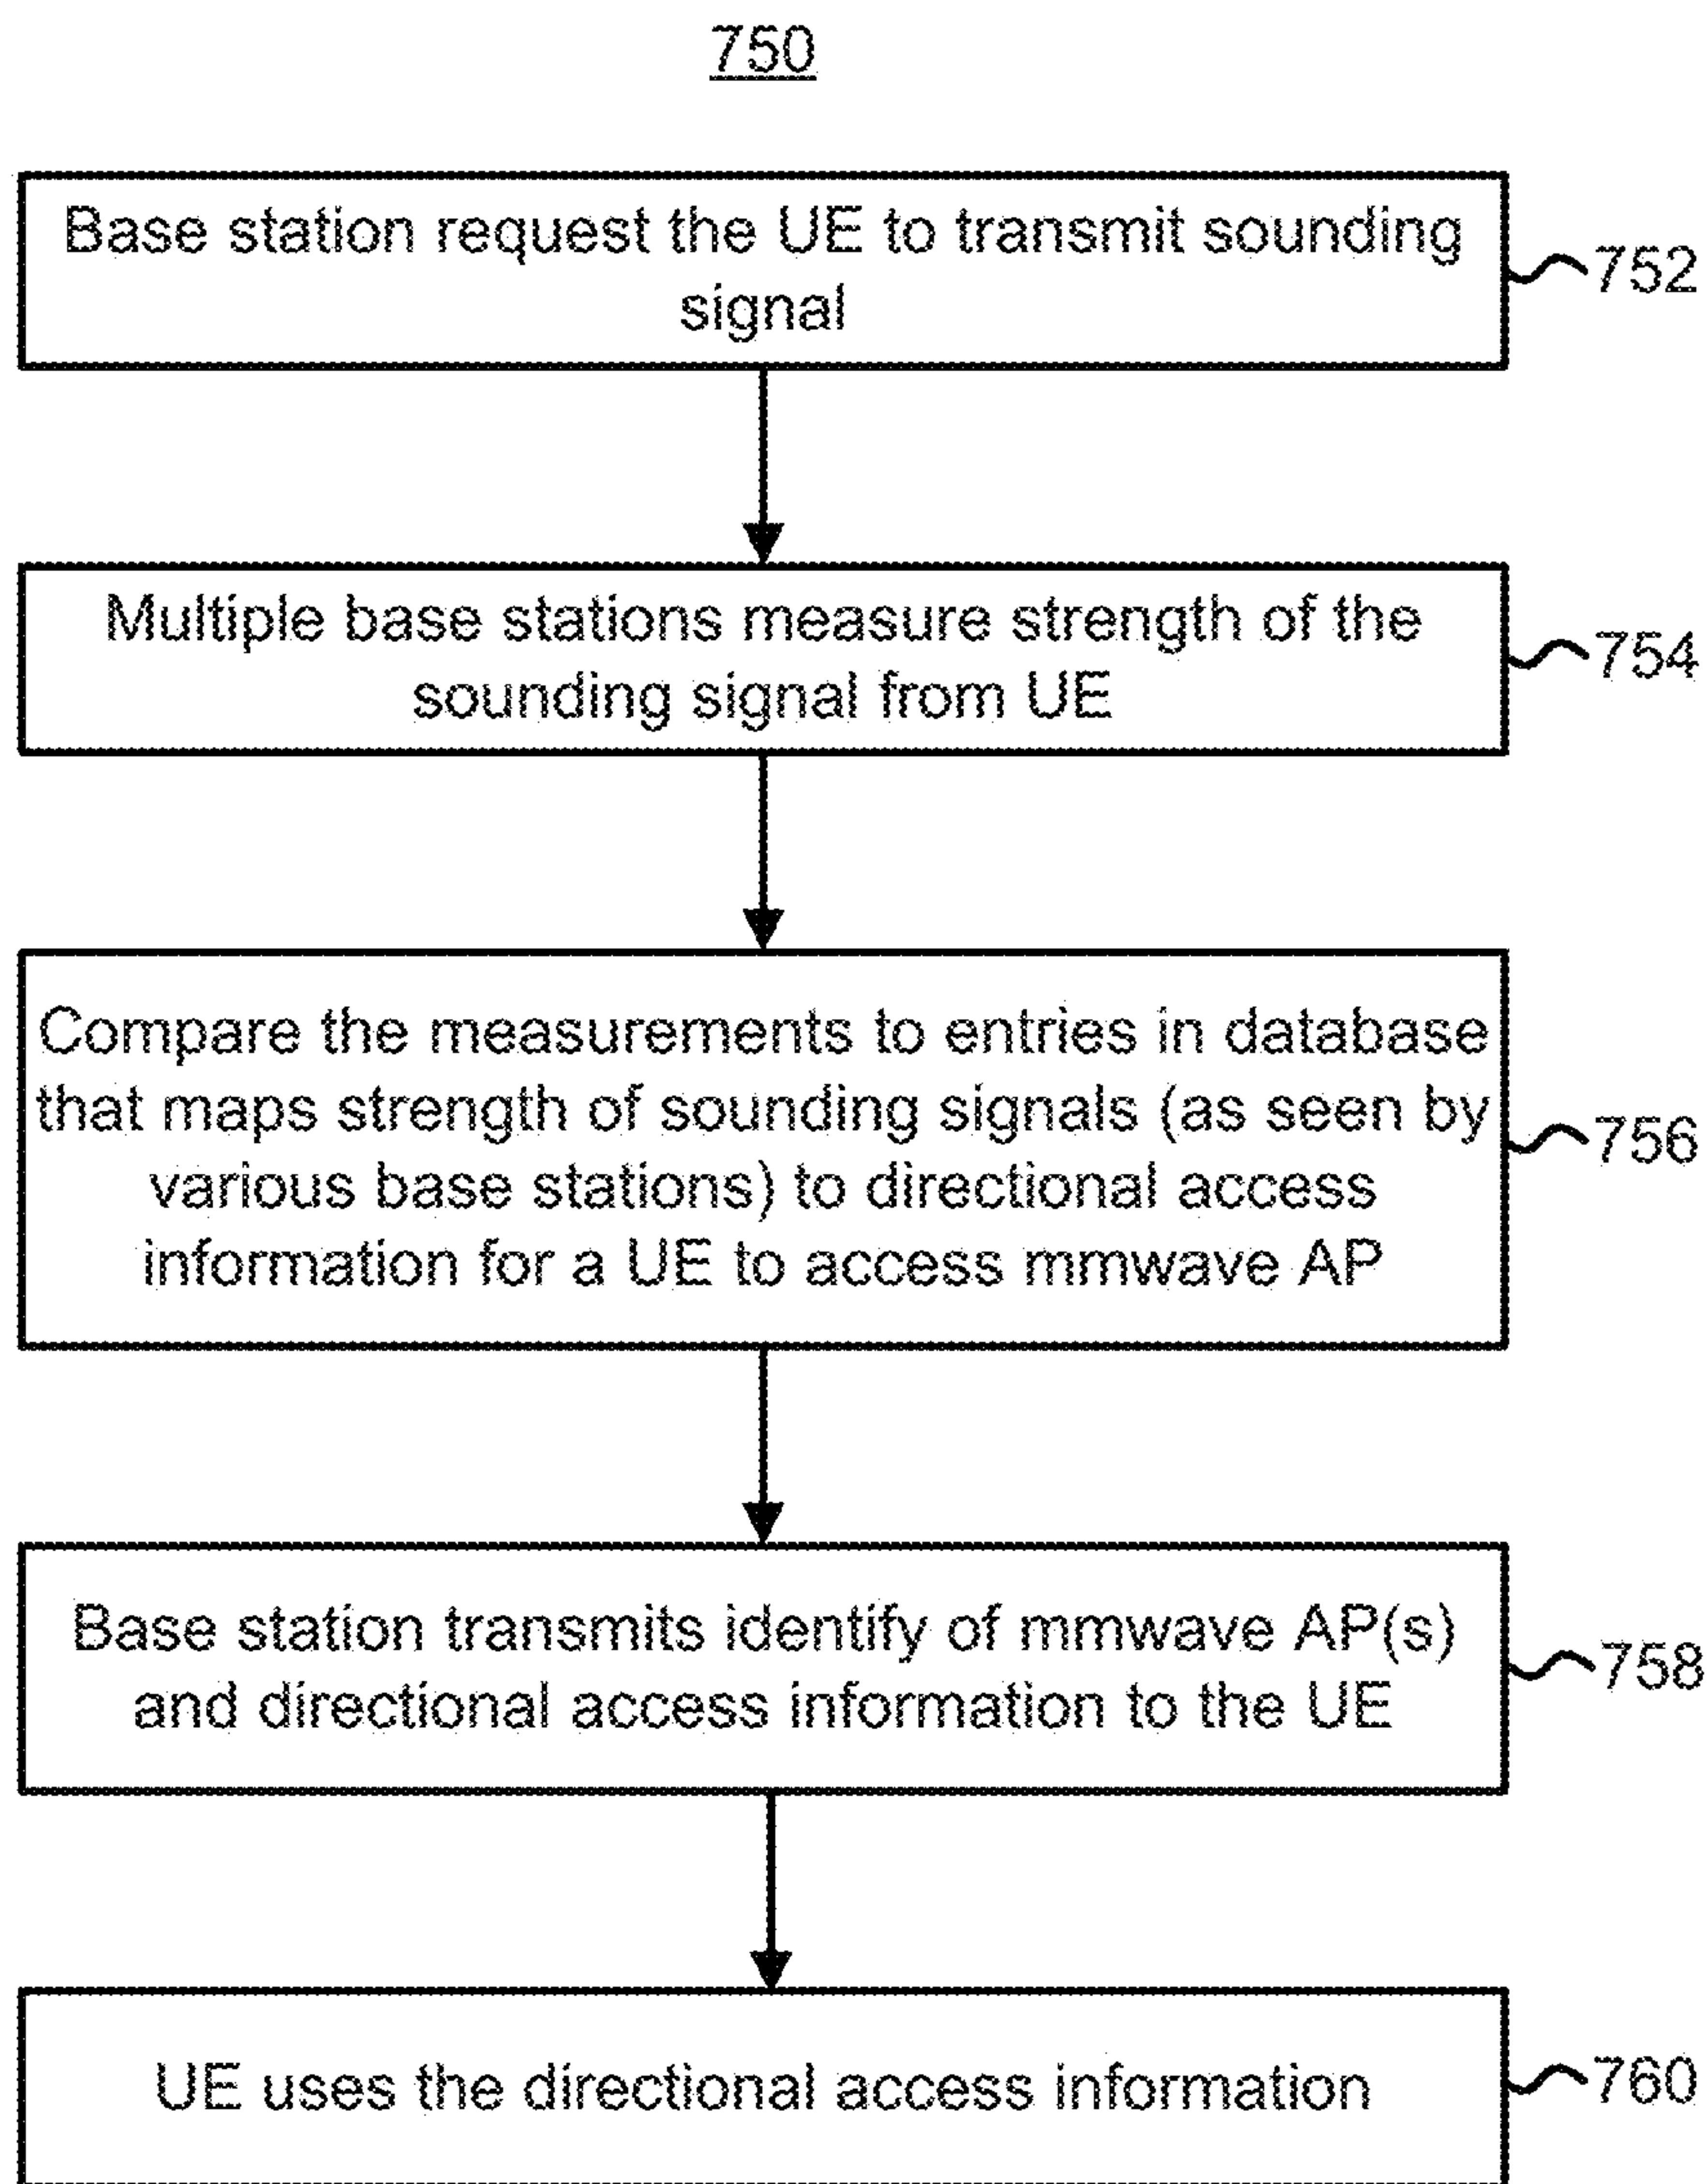 750
Base station request the UE to transmit sounding
signal
752
Multiple base stations measure strength of the
sounding signal from UE
754
Compare the measurements to entries in database
that maps strength of sounding signals (as seen by
various base stations) to directional access
information for a UE to access mmwave AP
756
Base station transmits identify of mmwave AP(s)
and directional access information to the UE
758
UE uses the directional access information
760